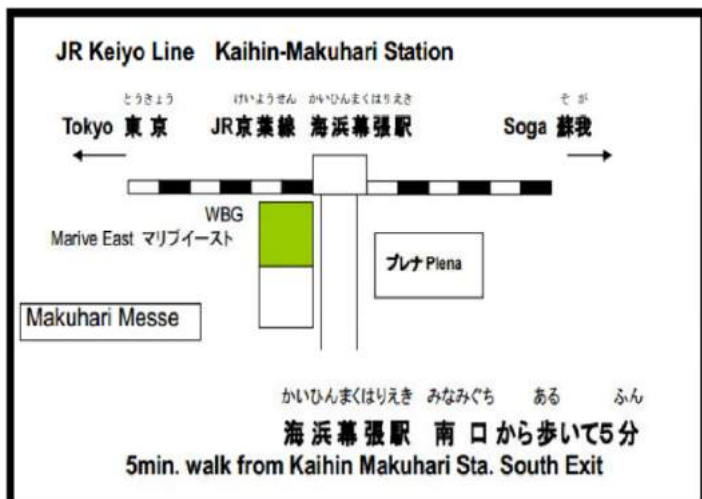 JR Keiyo Line Kaihin-Makuhari Station
とうきょう けいようせん かいひんまくはりえき そが
Tokyo 東京 JR京葉線 海浜幕張駅 Soga 蘇我
WBG
Marive East マリブイースト
プレナ Plena
Makuhari Messe
かいひんまくはりえき みなみぐち ある ふん
海浜幕張駅 南口から歩いて5分
5min. walk from Kaihin Makuhari Sta. South Exit